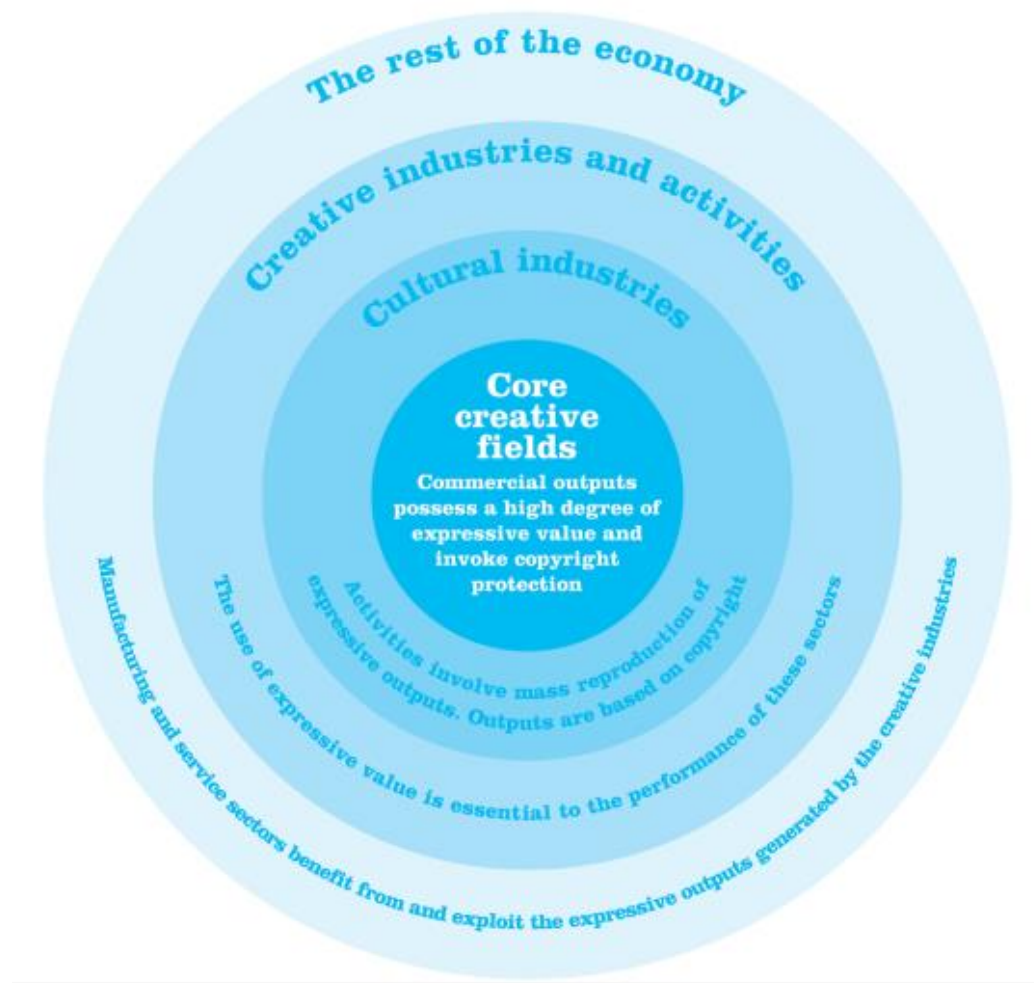 The rest of the economy
Creative industries and activities
Cultural industries
Core
creative
fields
Commercial outputs
possess a high degree of
expressive value and
invoke copyright
protection
Activities involve mass reproduction of
expressive outputs. Outputs are based on copyright
The use of expressive value is essential to the performance of these sectors
Manufacturing and service sectors benefit from and exploit the expressive outputs generated by the creative industries